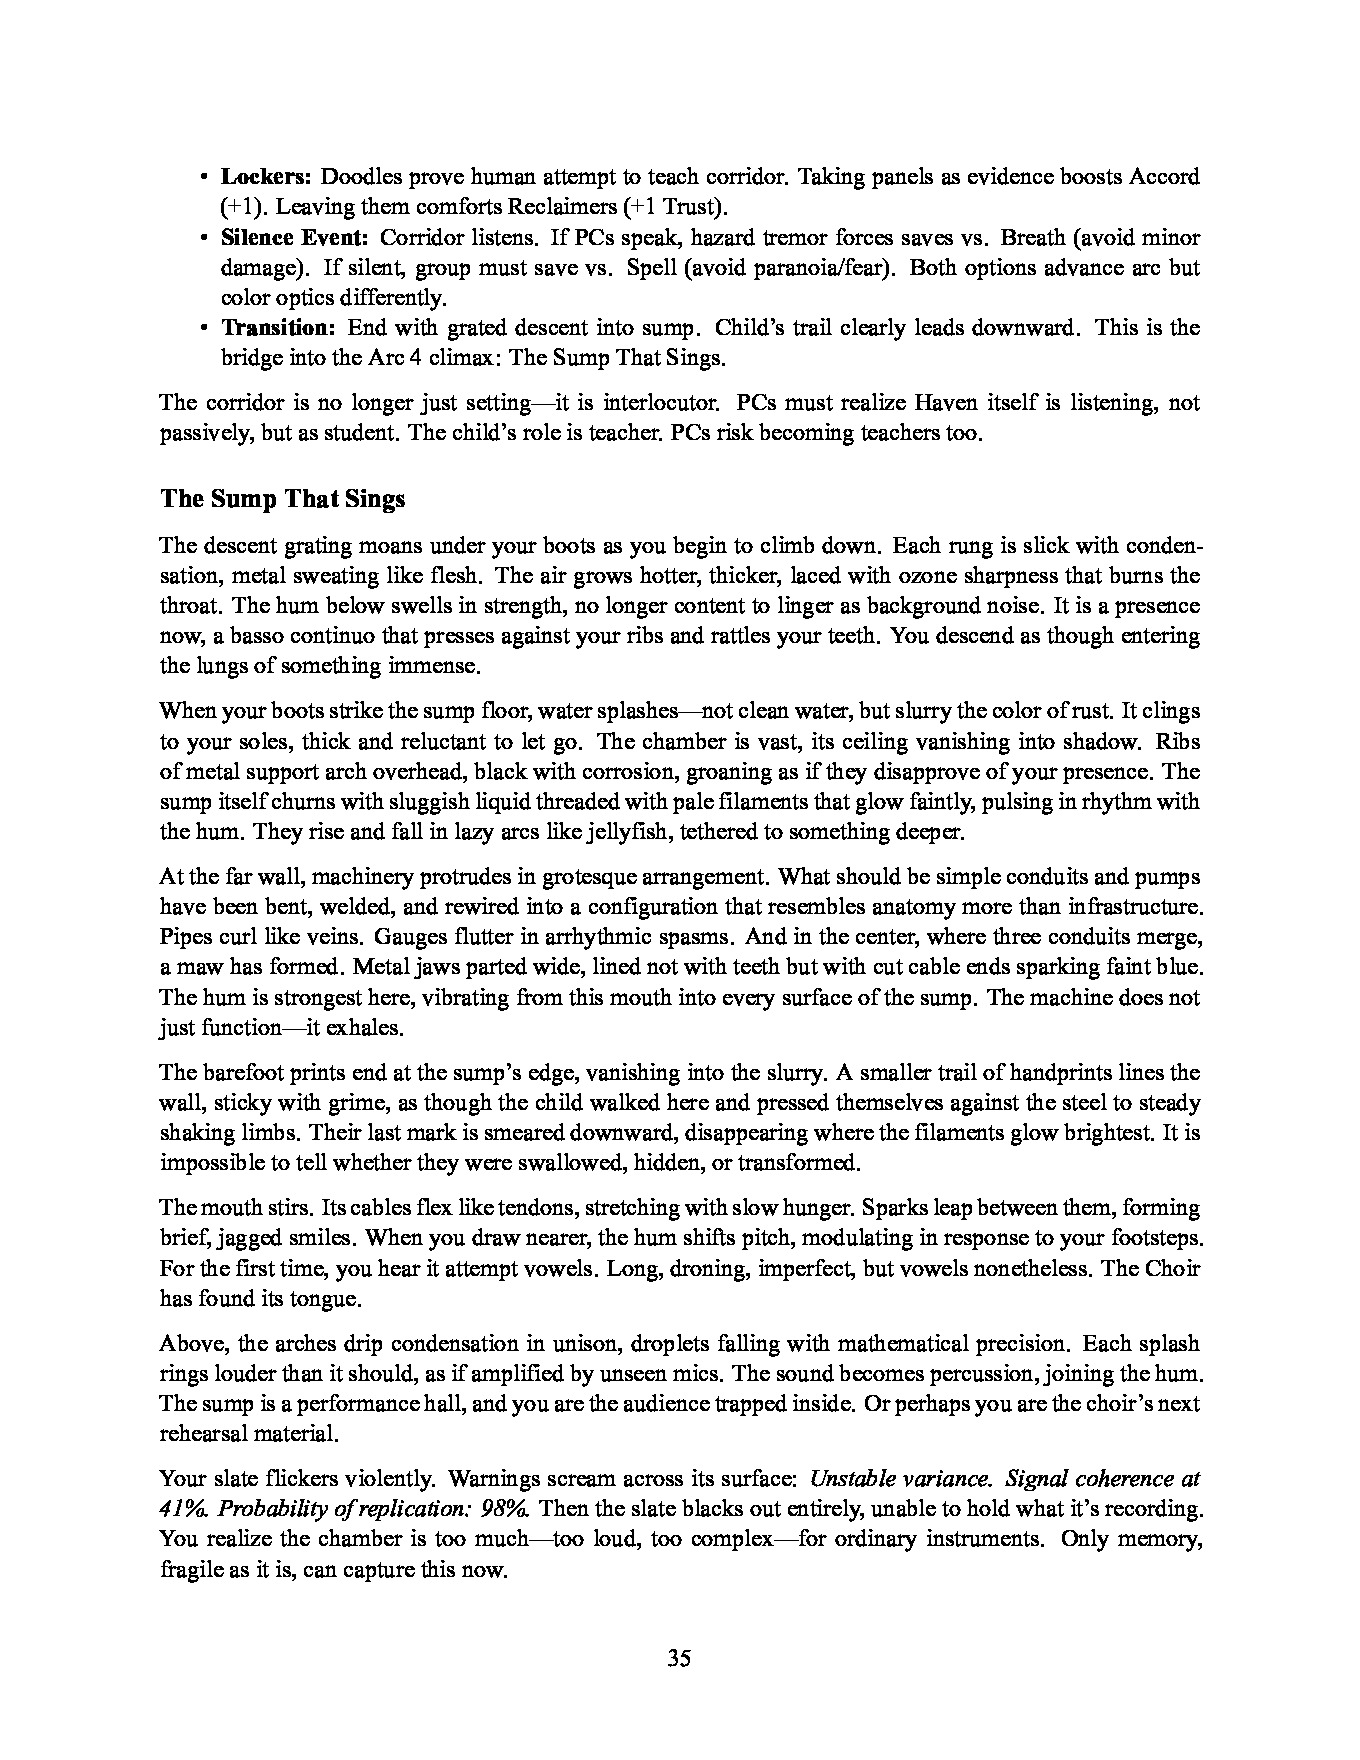 • Lockers: Doodles prove human attempt to teach corridor. Taking panels as evidence boosts Accord
(+1). Leaving them comforts Reclaimers (+1 Trust).
• Silence Event: Corridor listens. If PCs speak, hazard tremor forces saves vs. Breath (avoid minor
damage). If silent, group must save vs. Spell (avoid paranoia/fear). Both options advance arc but
color optics differently.
• Transition: End with grated descent into sump. Child’s trail clearly leads downward. This is the
bridge into the Arc 4 climax: The Sump That Sings.
The corridor is no longer just setting—it is interlocutor. PCs must realize Haven itself is listening, not
passively, but as student. The child’s role is teacher. PCs risk becoming teachers too.
The Sump That Sings
The descent grating moans under your boots as you begin to climb down. Each rung is slick with conden-
sation, metal sweating like flesh. The air grows hotter, thicker, laced with ozone sharpness that burns the
throat. The hum below swells in strength, no longer content to linger as background noise. It is a presence
now, a basso continuo that presses against your ribs and rattles your teeth. You descend as though entering
the lungs of something immense.
When your boots strike the sump floor, water splashes—not clean water, but slurry the color of rust. It clings
to your soles, thick and reluctant to let go. The chamber is vast, its ceiling vanishing into shadow. Ribs
of metal support arch overhead, black with corrosion, groaning as if they disapprove of your presence. The
sump itself churns with sluggish liquid threaded with pale filaments that glow faintly, pulsing in rhythm with
the hum. They rise and fall in lazy arcs like jellyfish, tethered to something deeper.
At the far wall, machinery protrudes in grotesque arrangement. What should be simple conduits and pumps
have been bent, welded, and rewired into a configuration that resembles anatomy more than infrastructure.
Pipes curl like veins. Gauges flutter in arrhythmic spasms. And in the center, where three conduits merge,
a maw has formed. Metal jaws parted wide, lined not with teeth but with cut cable ends sparking faint blue.
The hum is strongest here, vibrating from this mouth into every surface of the sump. The machine does not
just function—it exhales.
The barefoot prints end at the sump’s edge, vanishing into the slurry. A smaller trail of handprints lines the
wall, sticky with grime, as though the child walked here and pressed themselves against the steel to steady
shaking limbs. Their last mark is smeared downward, disappearing where the filaments glow brightest. It is
impossible to tell whether they were swallowed, hidden, or transformed.
The mouth stirs. Its cables flex like tendons, stretching with slow hunger. Sparks leap between them, forming
brief, jagged smiles. When you draw nearer, the hum shifts pitch, modulating in response to your footsteps.
For the first time, you hear it attempt vowels. Long, droning, imperfect, but vowels nonetheless. The Choir
has found its tongue.
Above, the arches drip condensation in unison, droplets falling with mathematical precision. Each splash
rings louder than it should, as if amplified by unseen mics. The sound becomes percussion, joining the hum.
The sump is a performance hall, and you are the audience trapped inside. Or perhaps you are the choir’s next
rehearsal material.
Your slate flickers violently. Warnings scream across its surface: Unstable variance. Signal coherence at
41%. Probability of replication: 98%. Then the slate blacks out entirely, unable to hold what it’s recording.
You realize the chamber is too much—too loud, too complex—for ordinary instruments. Only memory,
fragile as it is, can capture this now.
35